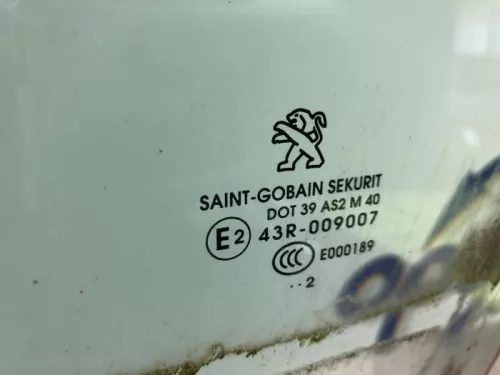 SAINT-GOBAIN SEKURIT
DOT 39 AS2 M 40
E2 43R-009007
CCC E000189
..2